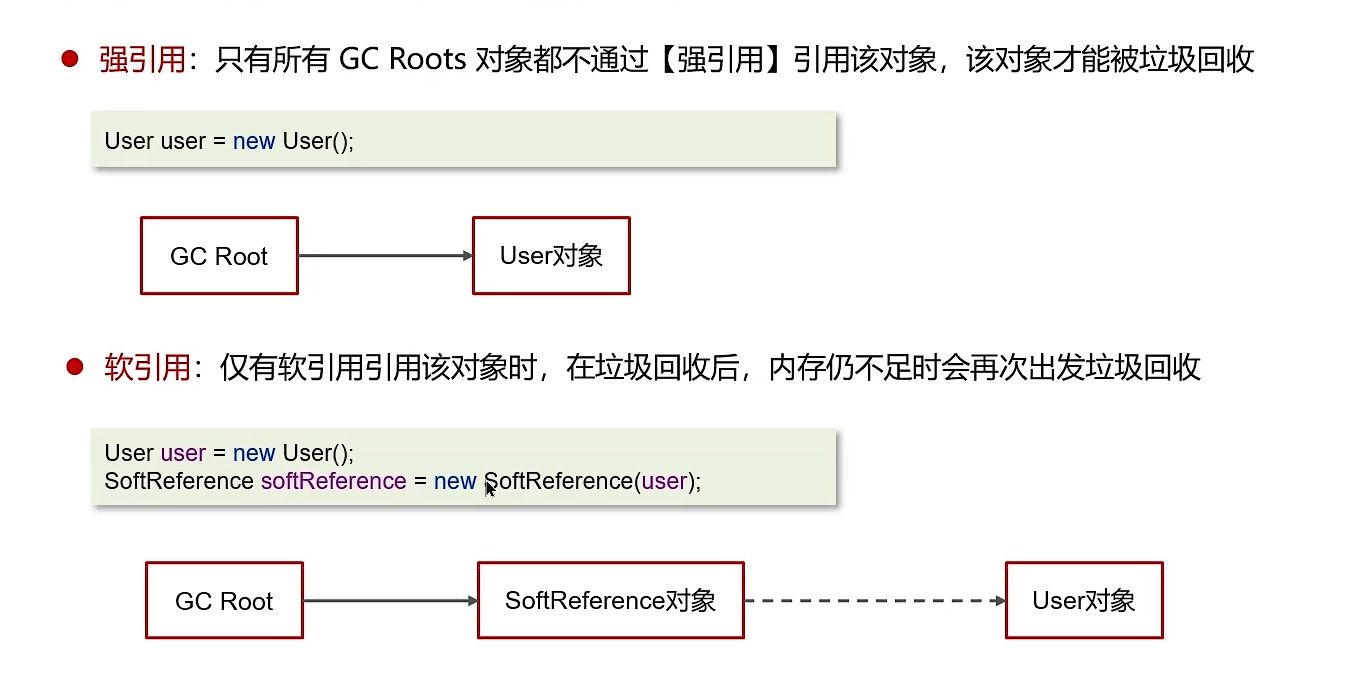 强引用：只有所有 GC Roots 对象都不通过【强引用】引用该对象，该对象才能被垃圾回收
User user = new User();
GC Root
User对象
软引用：仅有软引用引用该对象时，在垃圾回收后，内存仍不足时会再次出发垃圾回收
User user = new User();
SoftReference softReference = new SoftReference(user);
GC Root
SoftReference对象
User对象